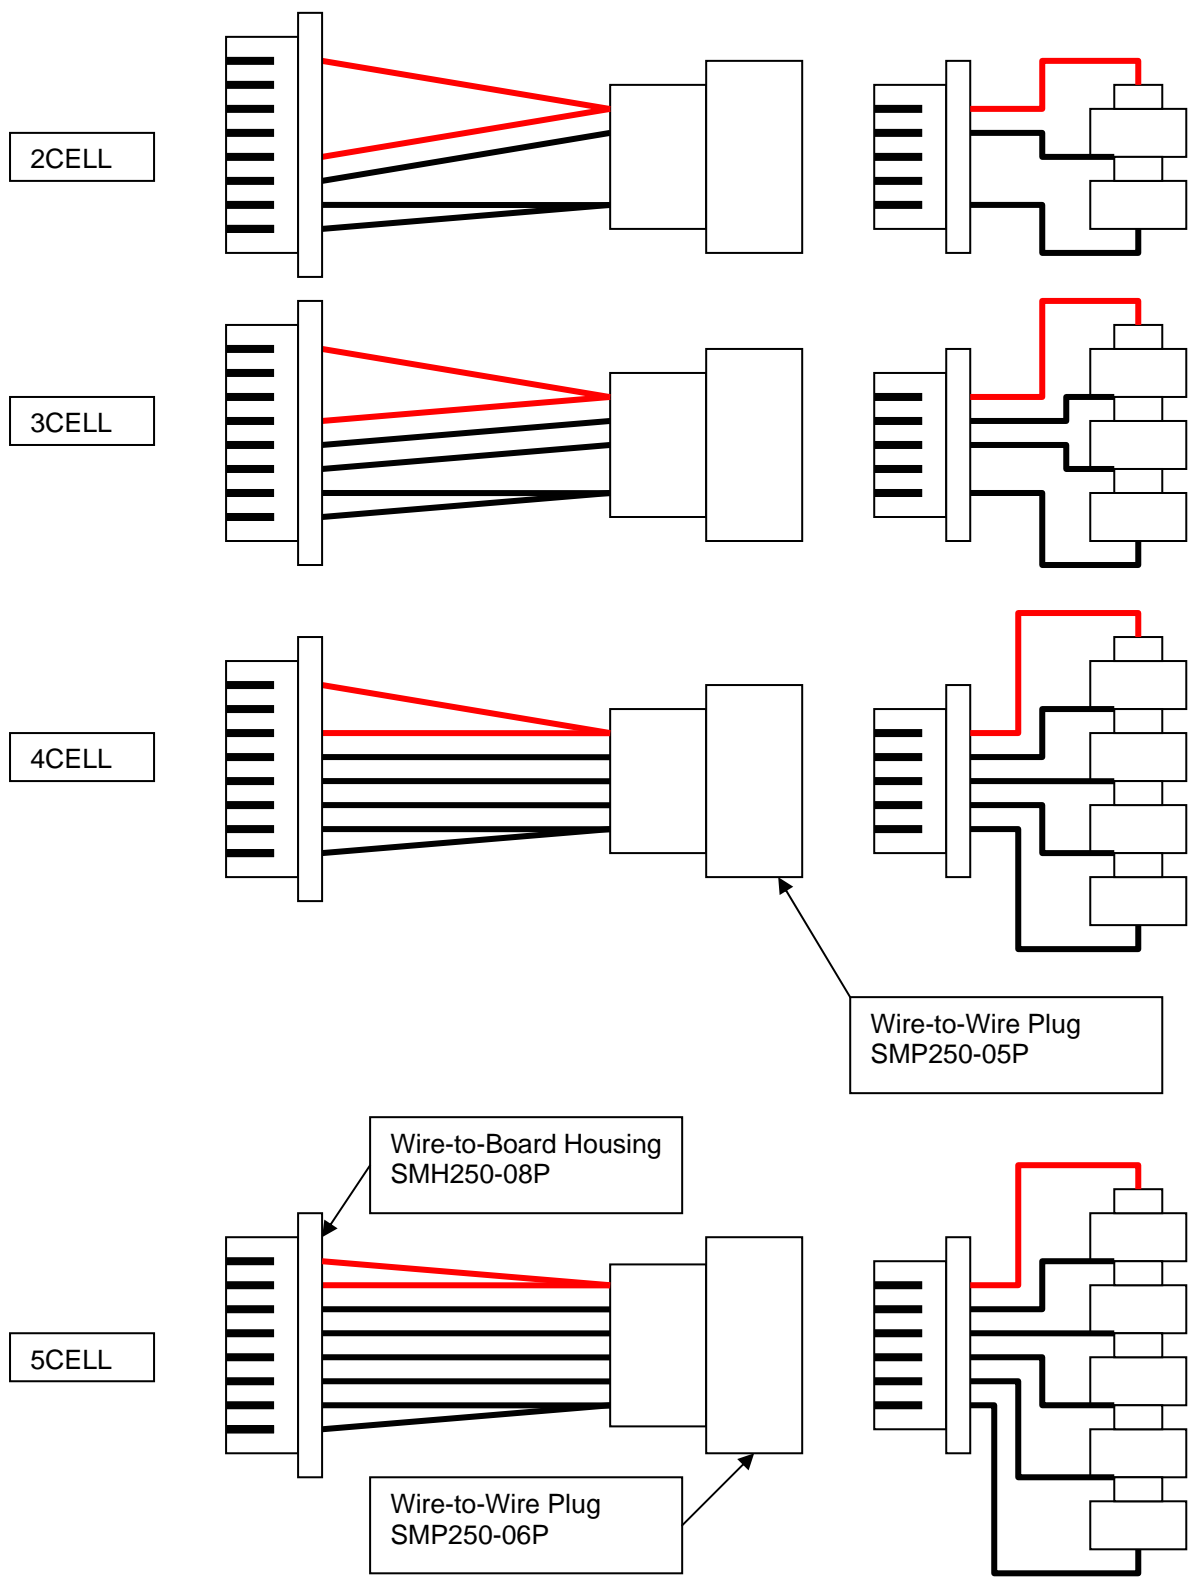 2CELL
3CELL
4CELL
Wire-to-Wire Plug
SMP250-05P
Wire-to-Board Housing
SMH250-08P
5CELL
Wire-to-Wire Plug
SMP250-06P